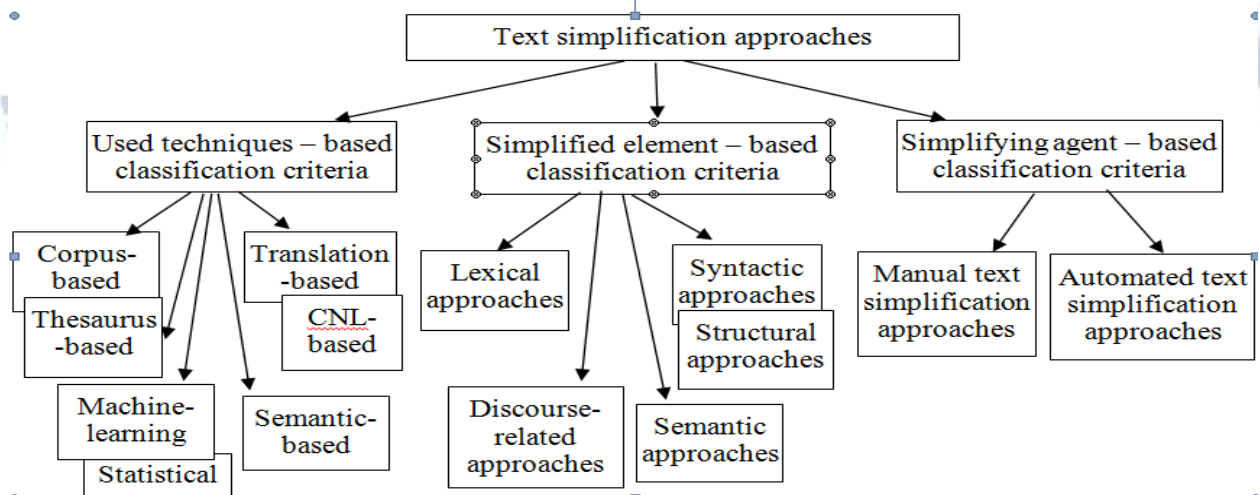 Text simplification approaches
Used techniques – based
classification criteria
Simplified element – based
classification criteria
Simplifying agent – based
classification criteria
Corpus-
based
Thesaurus
-based
Machine-
learning
Statistical
Translation
-based
CNL-
based
Semantic-
based
Lexical
approaches
Discourse-
related
approaches
Syntactic
approaches
Structural
approaches
Semantic
approaches
Manual text
simplification
approaches
Automated text
simplification
approaches